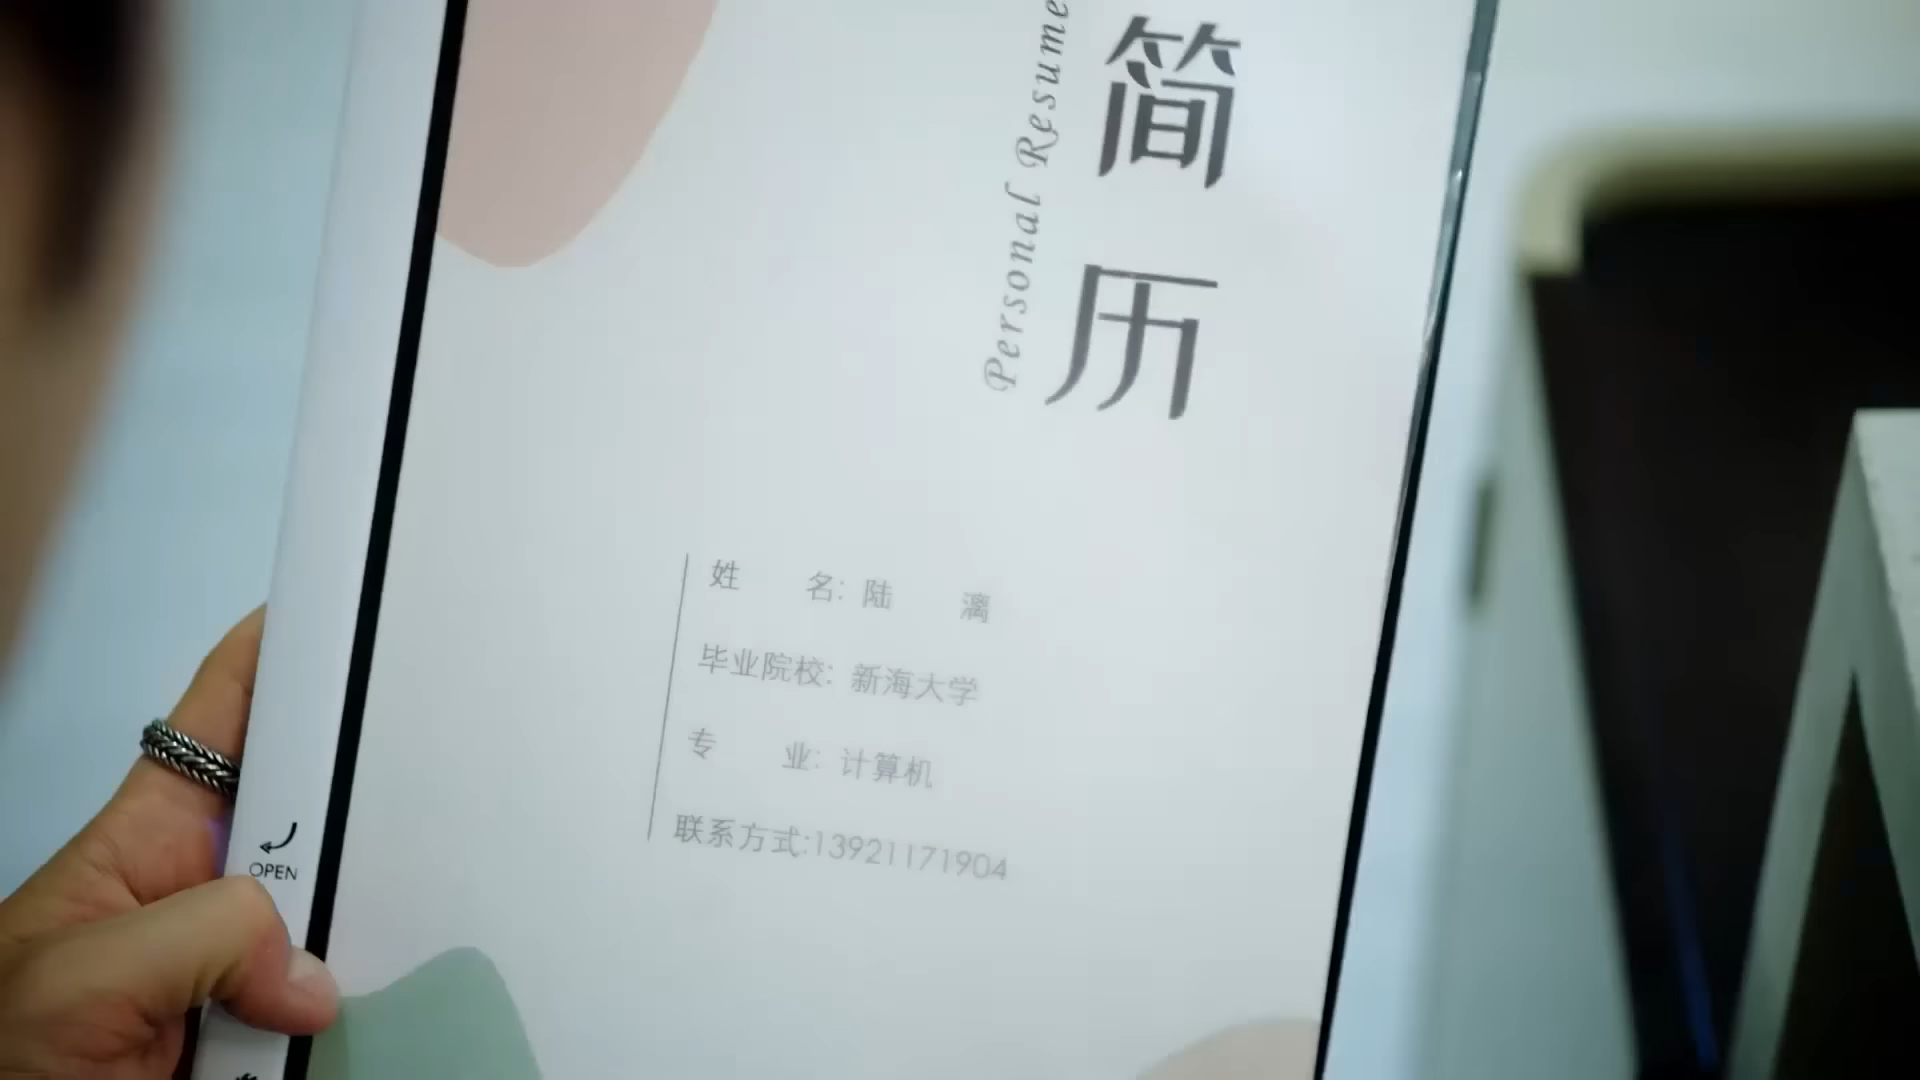 简历
Personal Resume
姓 名: 陆 漓
毕业院校: 新海大学
专 业: 计算机
联系方式:13921171904
OPEN